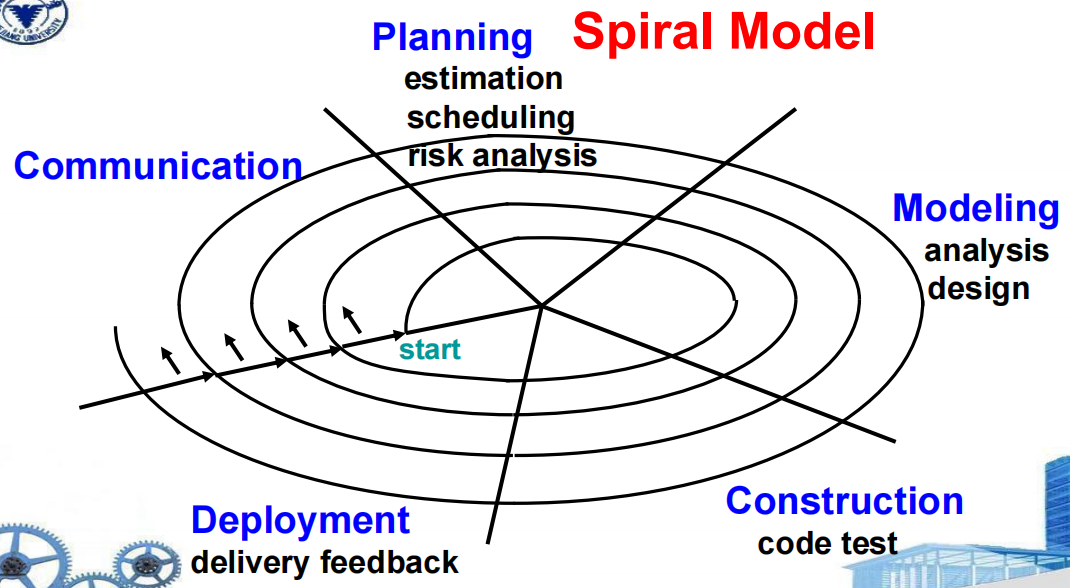 Spiral Model
Planning
estimation
scheduling
risk analysis
Communication
Modeling
analysis
design
start
Construction
code test
Deployment
delivery feedback